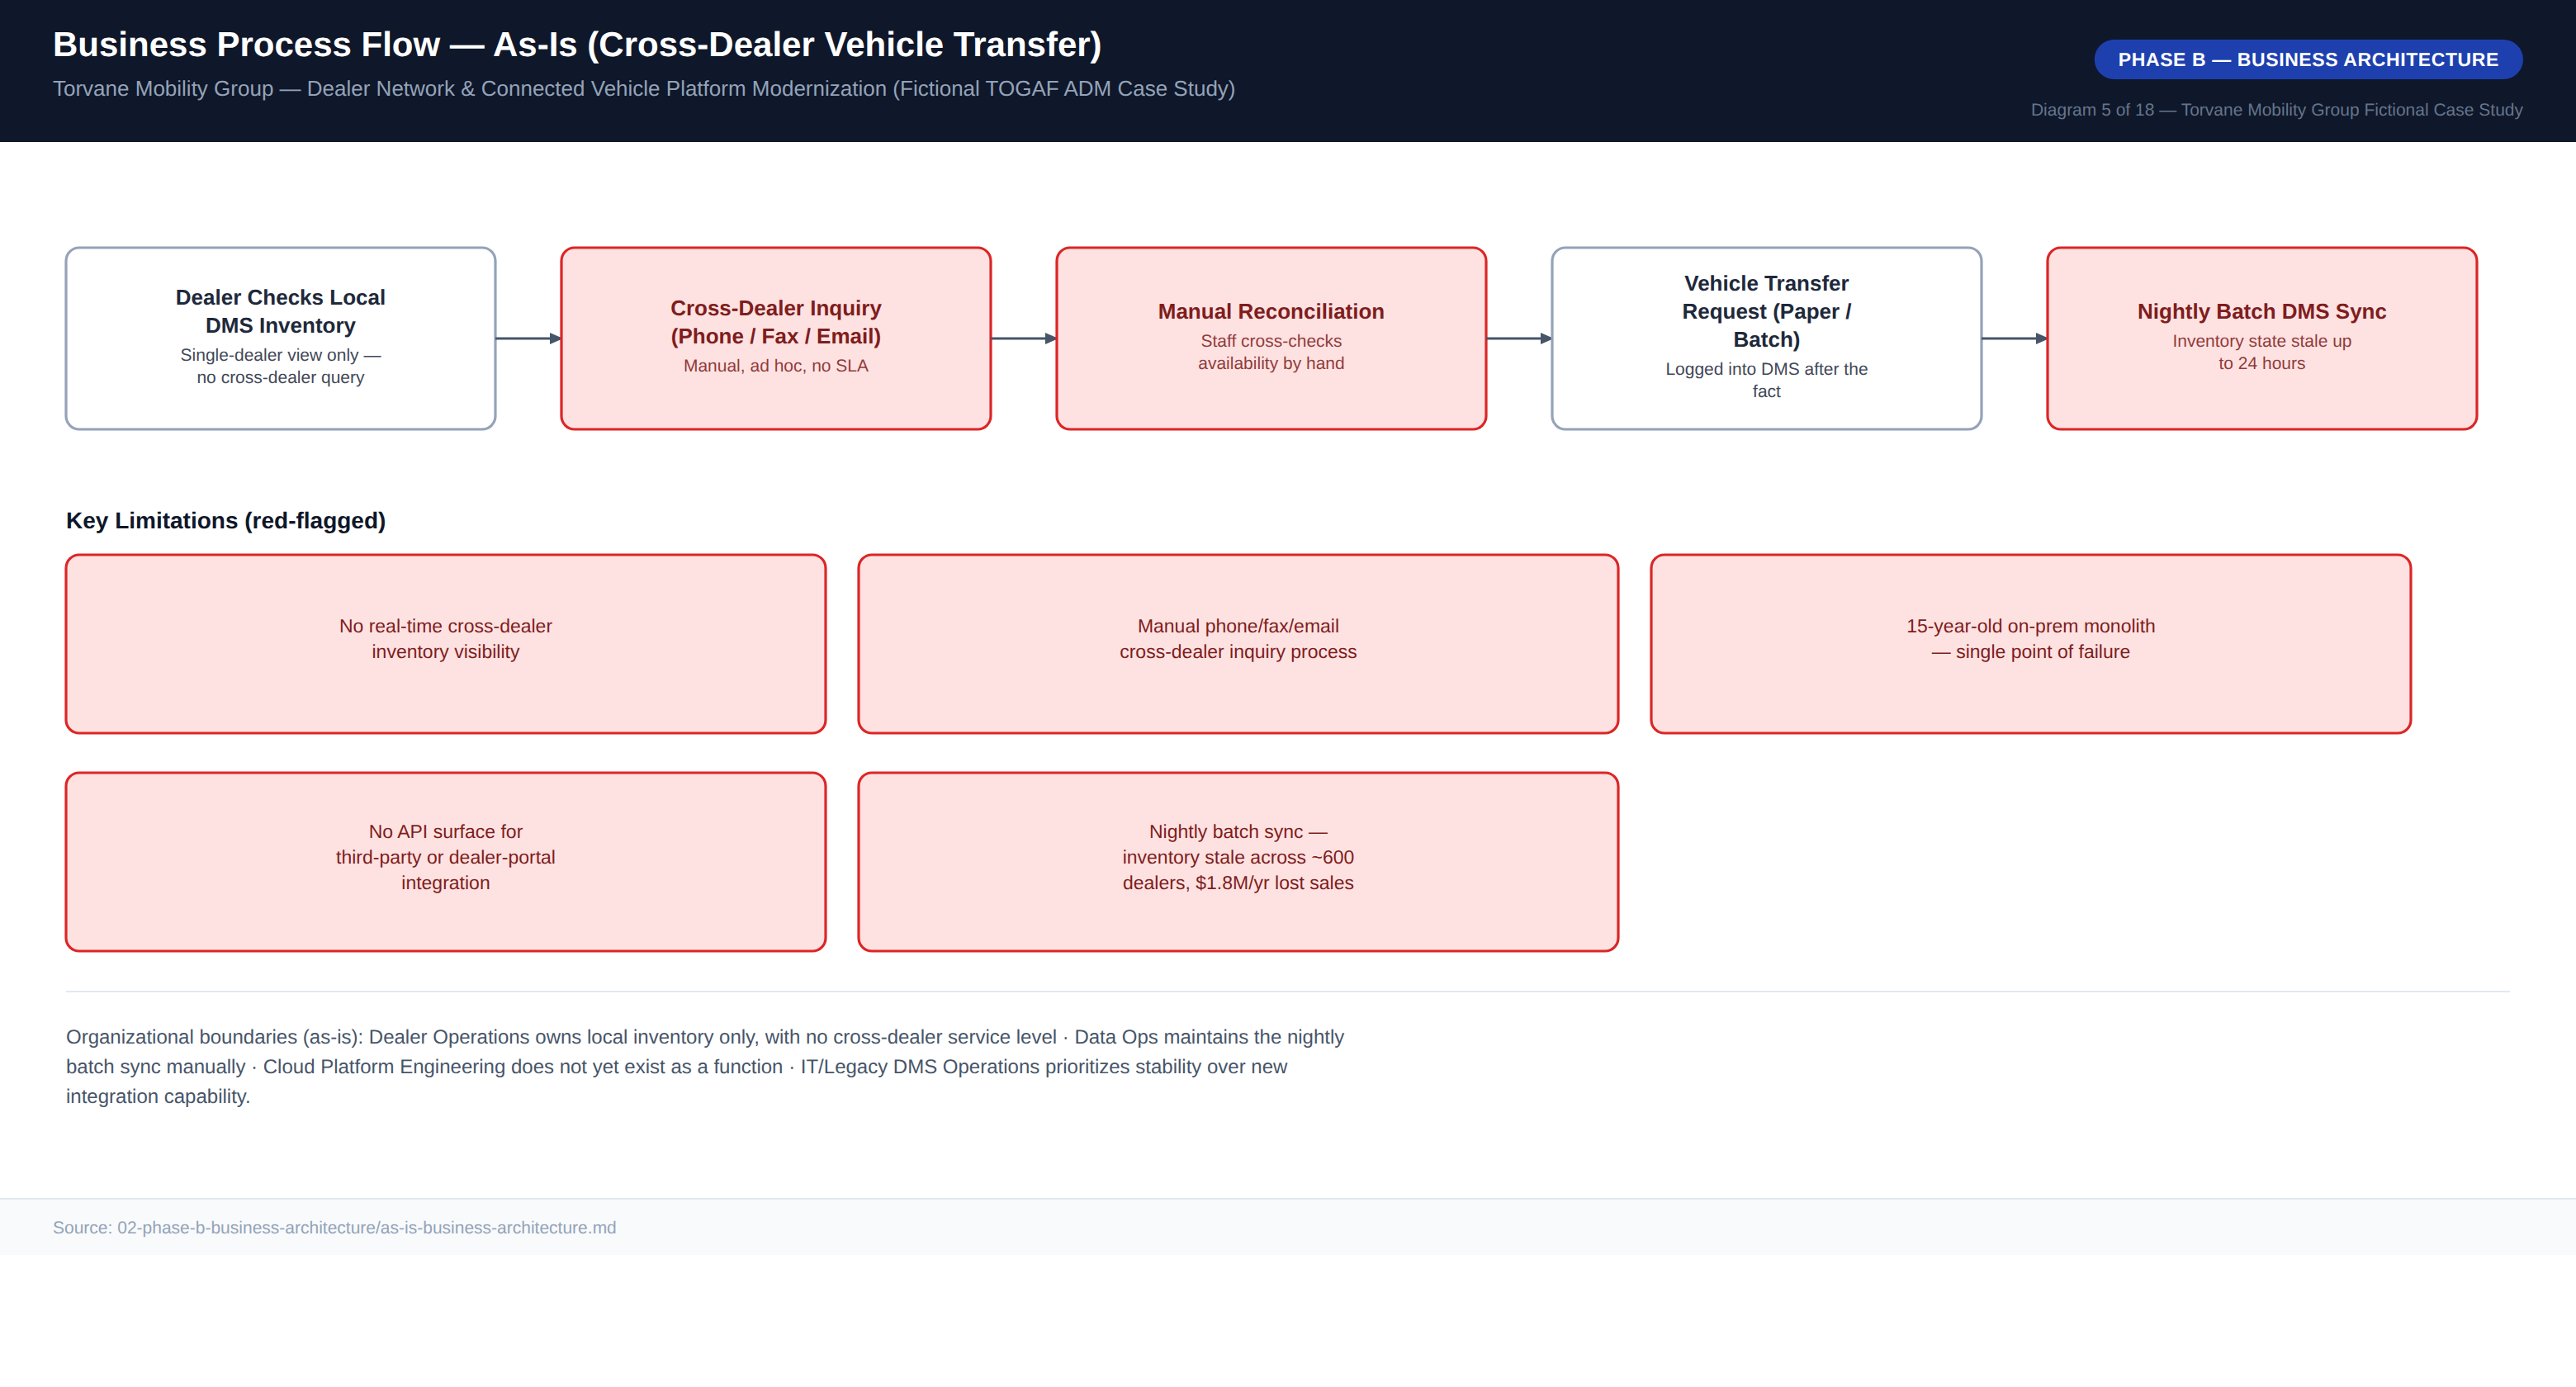 Business Process Flow — As-Is (Cross-Dealer Vehicle Transfer)
Torvane Mobility Group — Dealer Network & Connected Vehicle Platform Modernization (Fictional TOGAF ADM Case Study)
PHASE B — BUSINESS ARCHITECTURE
Diagram 5 of 18 — Torvane Mobility Group Fictional Case Study
Dealer Checks Local
DMS Inventory
Single-dealer view only —
no cross-dealer query
Cross-Dealer Inquiry
(Phone / Fax / Email)
Manual, ad hoc, no SLA
Manual Reconciliation
Staff cross-checks
availability by hand
Vehicle Transfer
Request (Paper /
Batch)
Logged into DMS after the
fact
Nightly Batch DMS Sync
Inventory state stale up
to 24 hours
Key Limitations (red-flagged)
No real-time cross-dealer
inventory visibility
Manual phone/fax/email
cross-dealer inquiry process
15-year-old on-prem monolith
— single point of failure
No API surface for
third-party or dealer-portal
integration
Nightly batch sync —
inventory stale across ~600
dealers, $1.8M/yr lost sales
Organizational boundaries (as-is): Dealer Operations owns local inventory only, with no cross-dealer service level · Data Ops maintains the nightly
batch sync manually · Cloud Platform Engineering does not yet exist as a function · IT/Legacy DMS Operations prioritizes stability over new
integration capability.
Source: 02-phase-b-business-architecture/as-is-business-architecture.md